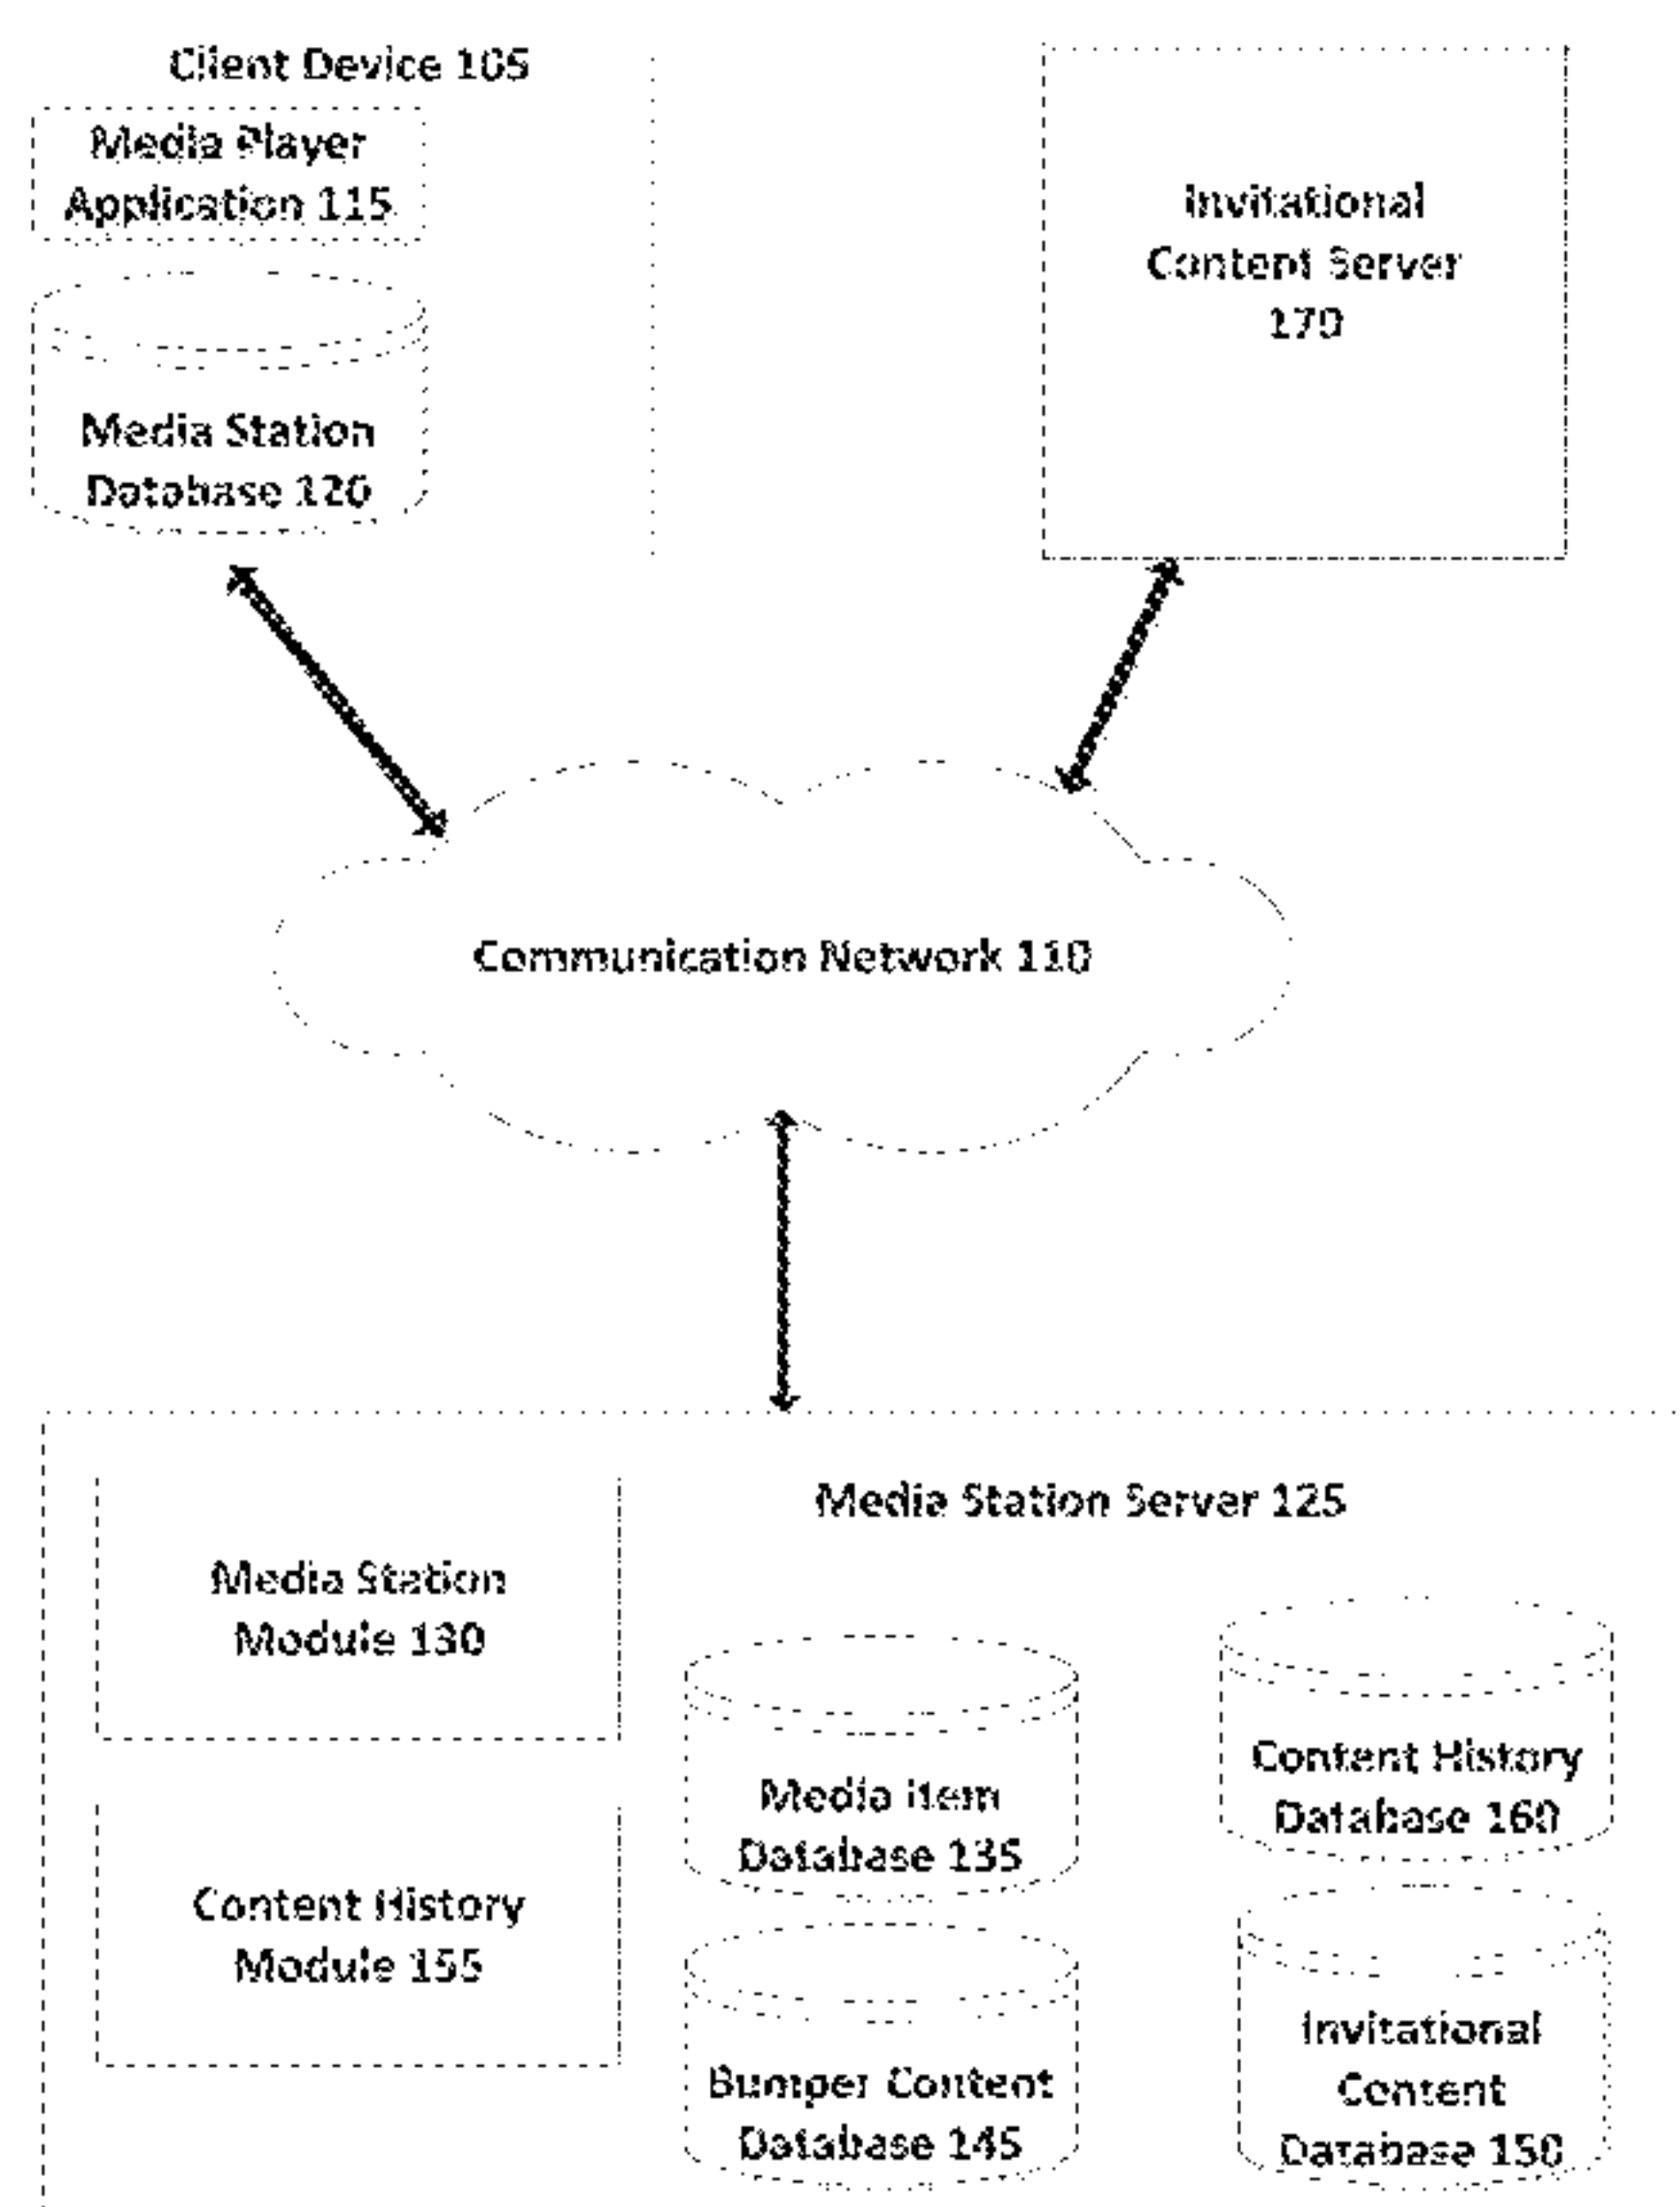 Client Device 105
Media Player
Application 115
Media Station
Database 120
Invitational
Content Server
170
Communication Network 110
Media Station Server 125
Media Station
Module 130
Content History
Module 155
Media item
Database 135
Bumper Content
Database 145
Content History
Database 160
Invitational
Content
Database 150